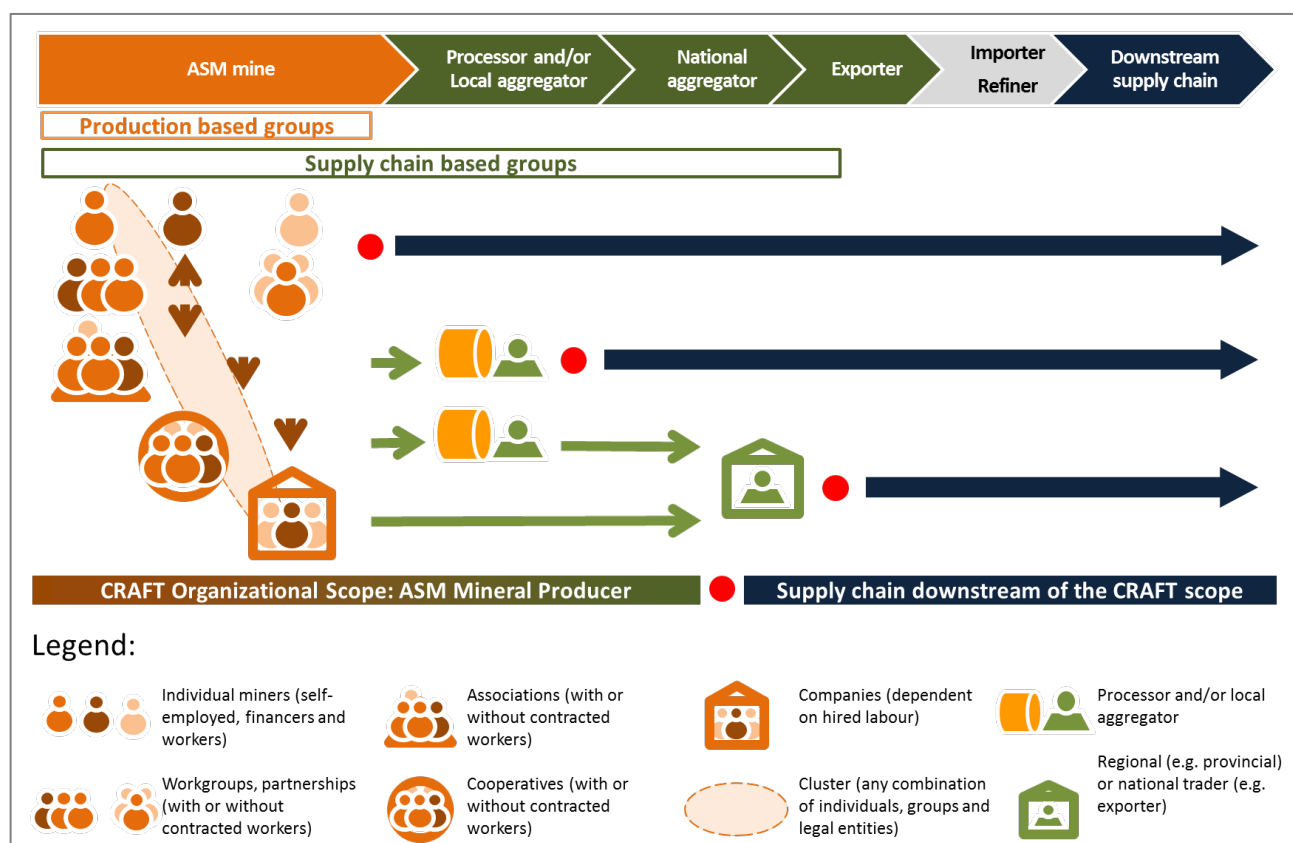 ASM mine
Processor and/or
Local aggregator
National
aggregator
Exporter
Importer
Refiner
Downstream
supply chain
Production based groups
Supply chain based groups
CRAFT Organizational Scope: ASM Mineral Producer
Supply chain downstream of the CRAFT scope
Legend:
Individual miners (self-
employed, financers and
workers)
Associations (with or
without contracted
workers)
Companies (dependent
on hired labour)
Processor and/or local
aggregator
Workgroups, partnerships
(with or without
contracted workers)
Cooperatives (with or
without contracted
workers)
Cluster (any combination
of individuals, groups and
legal entities)
Regional (e.g. provincial)
or national trader (e.g.
exporter)